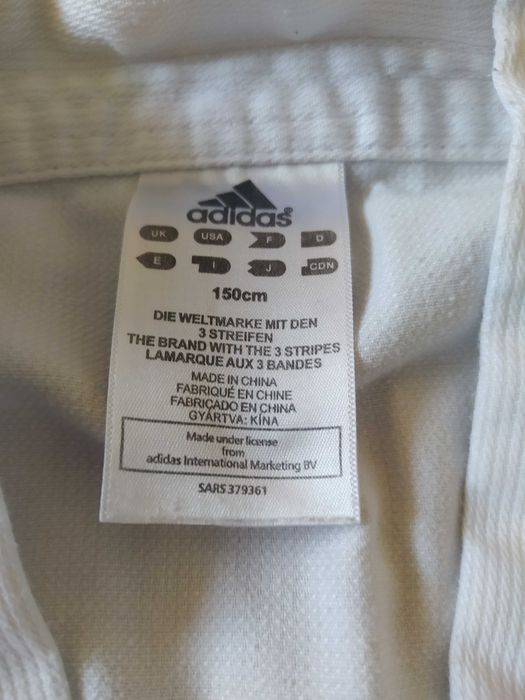 adidas®
UK USA F D
E I J CDN
150cm
DIE WELTMARKE MIT DEN
3 STREIFEN
THE BRAND WITH THE 3 STRIPES
LAMARQUE AUX 3 BANDES
MADE IN CHINA
FABRIQUÉ EN CHINE
FABRIÇADO EN CHINA
GYÁRTVA: KÍNA
Made under license
from
adidas International Marketing BV
SARS 379361